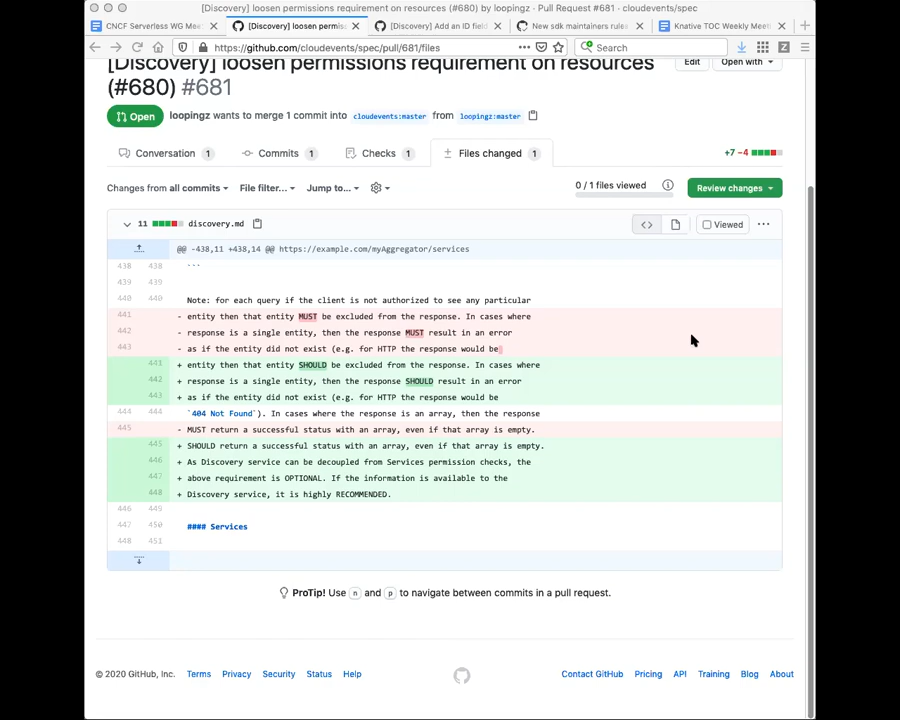 [Discovery] loosen permissions requirement on resources (#680) by loopingz · Pull Request #681 · cloudevents/spec
CNCF Serverless WG Meet
[Discovery] loosen permiss
[Discovery] Add an ID field
New sdk maintainers rules
Knative TOC Weekly Meeti
https://github.com/cloudevents/spec/pull/681/files
Search
[Discovery] loosen permissions requirement on resources
(#680) #681
Edit
Open with
Open
loopingz wants to merge 1 commit into cloudevents:master from loopingz:master
Conversation 1
Commits 1
Checks 1
Files changed 1
+7 −4
Changes from all commits
File filter...
Jump to...
0 / 1 files viewed
Review changes
11 discovery.md
Viewed
@@ -438,11 +438,14 @@ https://example.com/myAggregator/services
438 438 ```
439 439
440 440 Note: for each query if the client is not authorized to see any particular
441 - entity then that entity MUST be excluded from the response. In cases where
442 - response is a single entity, then the response MUST result in an error
443 - as if the entity did not exist (e.g. for HTTP the response would be
441 + entity then that entity SHOULD be excluded from the response. In cases where
442 + response is a single entity, then the response SHOULD result in an error
443 + as if the entity did not exist (e.g. for HTTP the response would be
444 444 `404 Not Found`). In cases where the response is an array, then the response
445 - MUST return a successful status with an array, even if that array is empty.
445 + SHOULD return a successful status with an array, even if that array is empty.
446 + As Discovery service can be decoupled from Services permission checks, the
447 + above requirement is OPTIONAL. If the information is available to the
448 + Discovery service, it is highly RECOMMENDED.
446 449
447 450 #### Services
448 451
ProTip! Use n and p to navigate between commits in a pull request.
© 2020 GitHub, Inc.
Terms
Privacy
Security
Status
Help
Contact GitHub
Pricing
API
Training
Blog
About